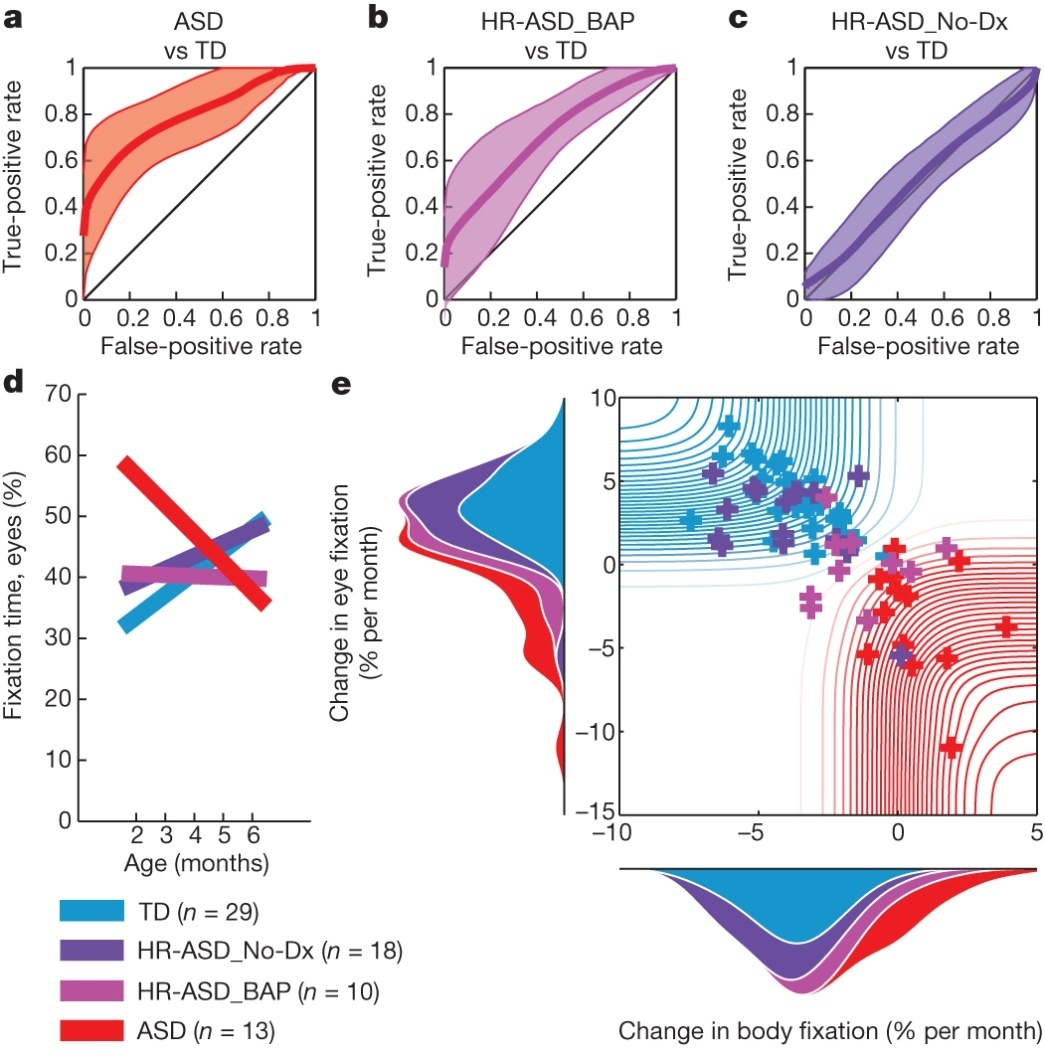 a
ASD
vs TD
True-positive rate
1
0.8
0.6
0.4
0.2
0
0 0.2 0.4 0.6 0.8 1
False-positive rate
b
HR-ASD_BAP
vs TD
True-positive rate
1
0.8
0.6
0.4
0.2
0
0 0.2 0.4 0.6 0.8 1
False-positive rate
c
HR-ASD_No-Dx
vs TD
True-positive rate
1
0.8
0.6
0.4
0.2
0
0 0.2 0.4 0.6 0.8 1
False-positive rate
d
Fixation time, eyes (%)
70
60
50
40
30
20
10
0
2 3 4 5 6
Age (months)
e
Change in eye fixation
(% per month)
10
5
0
−5
−10
−15
−10 −5 0 5
Change in body fixation (% per month)
TD (n = 29)
HR-ASD_No-Dx (n = 18)
HR-ASD_BAP (n = 10)
ASD (n = 13)